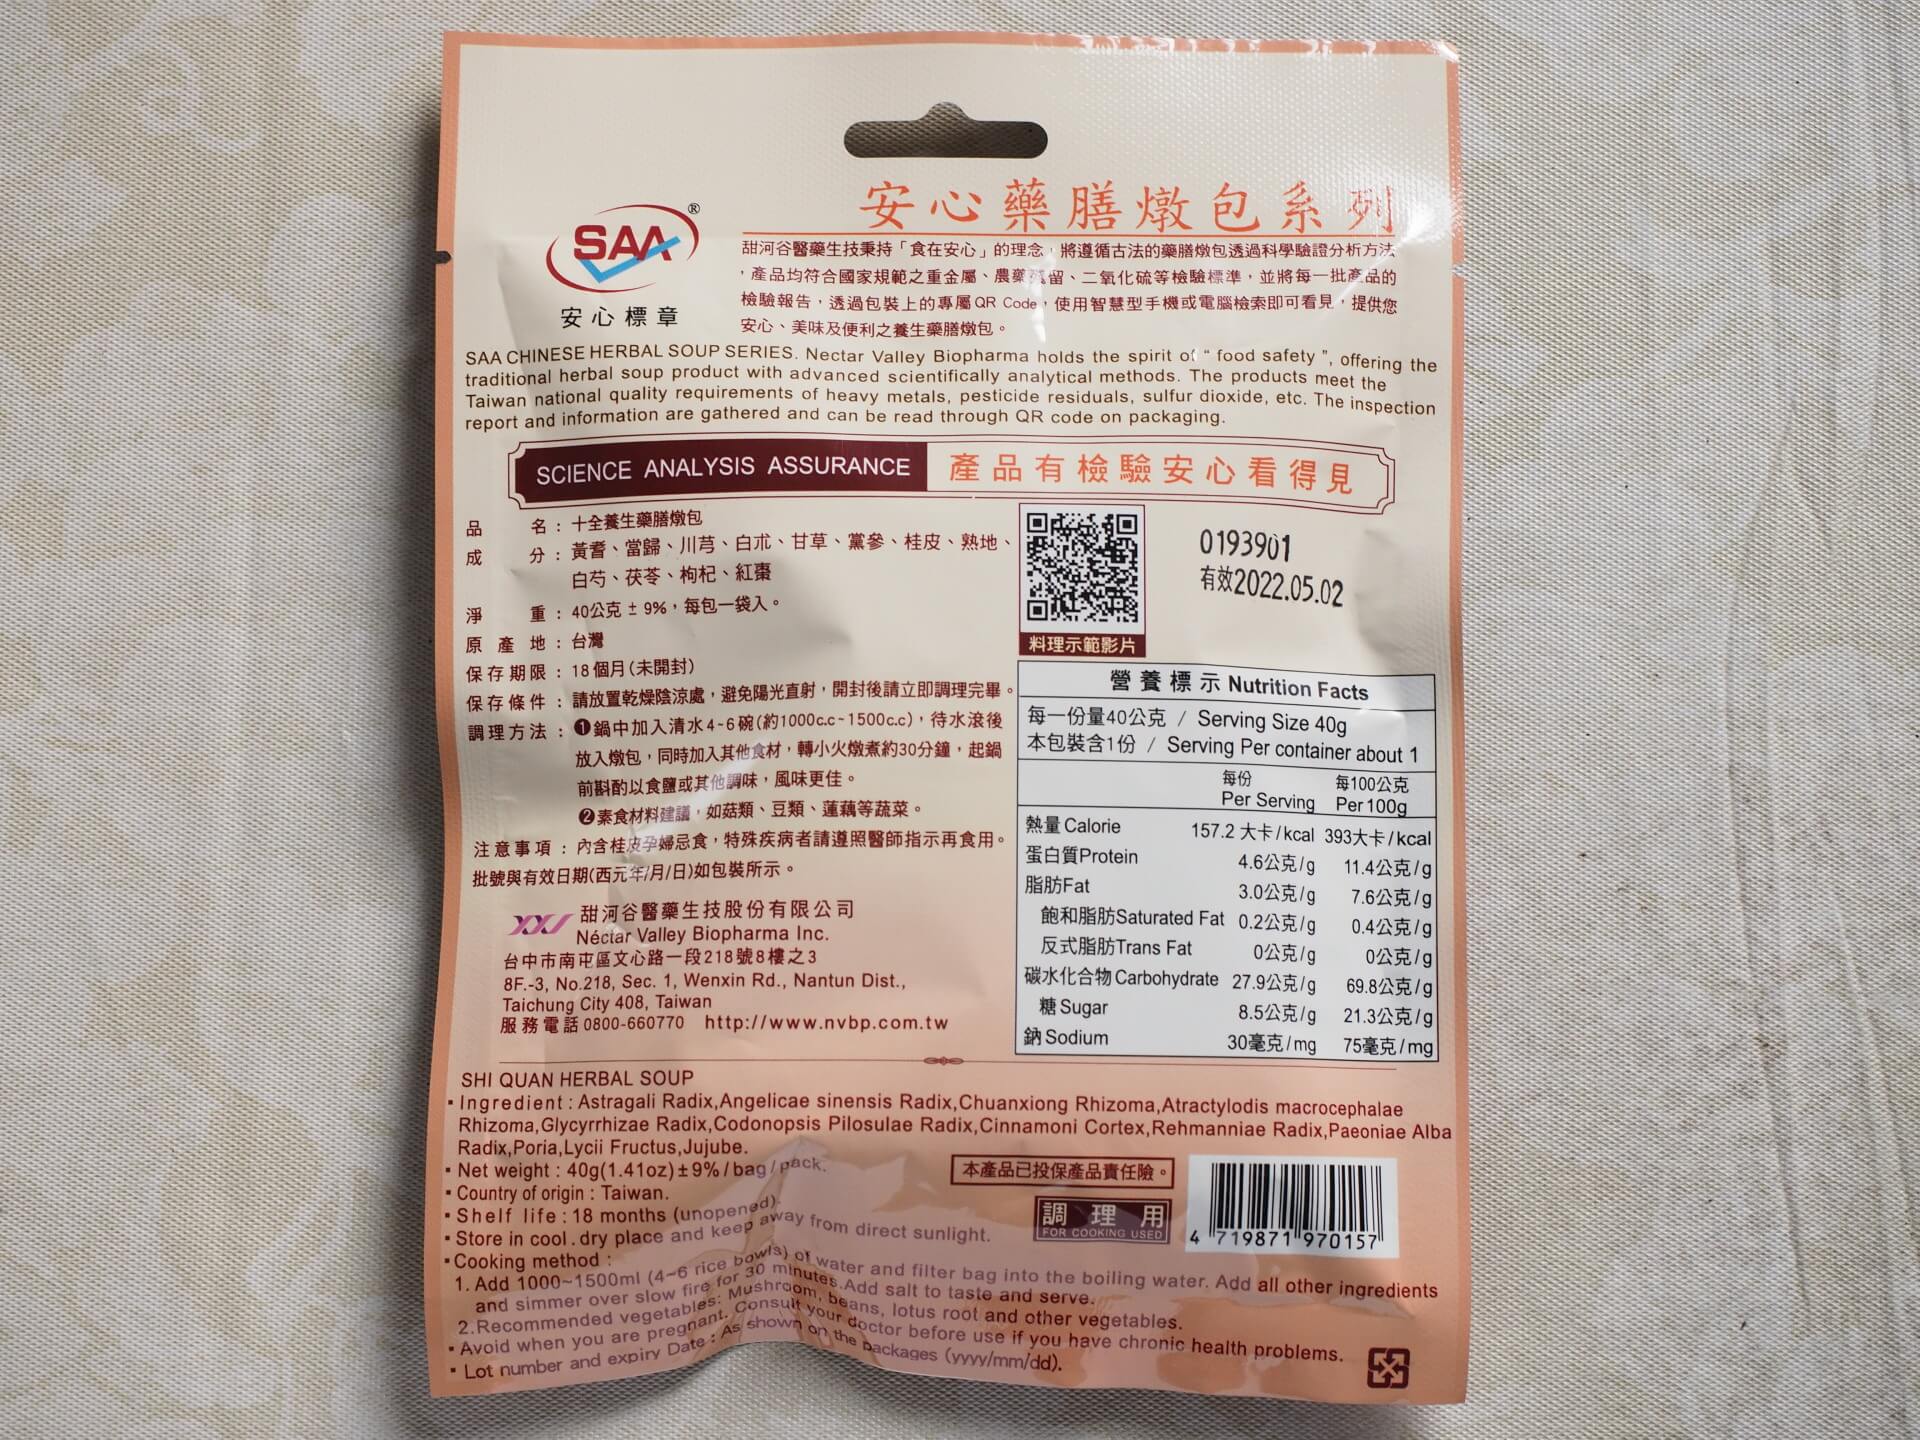 安心藥膳燉包系列
SAA®
安心標章
甜河谷醫藥生技秉持「食在安心」的理念,將遵循古法的藥膳燉包透過科學驗證分析方法
,產品均符合國家規範之重金屬、農藥殘留、二氧化硫等檢驗標準,並將每一批產品的
檢驗報告,透過包裝上的專屬QR Code,使用智慧型手機或電腦檢索即可看見,提供您
安心、美味及便利之養生藥膳燉包。
SAA CHINESE HERBAL SOUP SERIES. Nectar Valley Biopharma holds the spirit of " food safety ", offering the
traditional herbal soup product with advanced scientifically analytical methods. The products meet the
Taiwan national quality requirements of heavy metals, pesticide residuals, sulfur dioxide, etc. The inspection
report and information are gathered and can be read through QR code on packaging.
SCIENCE ANALYSIS ASSURANCE 產品有檢驗安心看得見
品名:十全養生藥膳燉包
成分:黃耆、當歸、川芎、白朮、甘草、黨參、桂皮、熟地、
白芍、茯苓、枸杞、紅棗
淨重:40公克±9%,每包一袋入。
原產地:台灣
保存期限:18個月(未開封)
保存條件:請放置乾燥陰涼處,避免陽光直射,開封後請立即調理完畢。
調理方法:❶鍋中加入清水4~6碗(約1000c.c~1500c.c),待水滾後
放入燉包,同時加入其他食材,轉小火燉煮約30分鐘,起鍋
前斟酌以食鹽或其他調味,風味更佳。
❷素食材料建議,如菇類、豆類、蓮藕等蔬菜。
注意事項:內含桂皮孕婦忌食,特殊疾病者請遵照醫師指示再食用。
批號與有效日期(西元年/月/日)如包裝所示。
甜河谷醫藥生技股份有限公司
Néctar Valley Biopharma Inc.
台中市南屯區文心路一段218號8樓之3
8F.-3, No.218, Sec. 1, Wenxin Rd., Nantun Dist.,
Taichung City 408, Taiwan
服務電話 0800-660770 http://www.nvbp.com.tw
料理示範影片
0193901
有效2022.05.02
營養標示 Nutrition Facts
每一份量40公克 / Serving Size 40g
本包裝含1份 / Serving Per container about 1
每份 每100公克
Per Serving Per 100g
熱量 Calorie 157.2 大卡/kcal 393大卡/kcal
蛋白質Protein 4.6公克/g 11.4公克/g
脂肪Fat 3.0公克/g 7.6公克/g
飽和脂肪Saturated Fat 0.2公克/g 0.4公克/g
反式脂肪Trans Fat 0公克/g 0公克/g
碳水化合物 Carbohydrate 27.9公克/g 69.8公克/g
糖 Sugar 8.5公克/g 21.3公克/g
鈉 Sodium 30毫克/mg 75毫克/mg
SHI QUAN HERBAL SOUP
▪ Ingredient : Astragali Radix,Angelicae sinensis Radix,Chuanxiong Rhizoma,Atractylodis macrocephalae
Rhizoma,Glycyrrhizae Radix,Codonopsis Pilosulae Radix,Cinnamoni Cortex,Rehmanniae Radix,Paeoniae Alba
Radix,Poria,Lycii Fructus,Jujube.
▪ Net weight : 40g(1.41oz)±9%/bag/pack.
▪ Country of origin : Taiwan.
▪ Shelf life : 18 months (unopened).
▪ Store in cool . dry place and keep away from direct sunlight.
▪ Cooking method :
1. Add 1000~1500ml (4~6 rice bowls) of water and filter bag into the boiling water. Add all other ingredients
and simmer over slow fire for 30 minutes.Add salt to taste and serve.
2.Recommended vegetables: Mushroom, beans, lotus root and other vegetables.
▪ Avoid when you are pregnant. Consult your doctor before use if you have chronic health problems.
▪ Lot number and expiry Date : As shown on the packages (yyyy/mm/dd).
本產品已投保產品責任險。
調理用
FOR COOKING USED
4 719871 970157